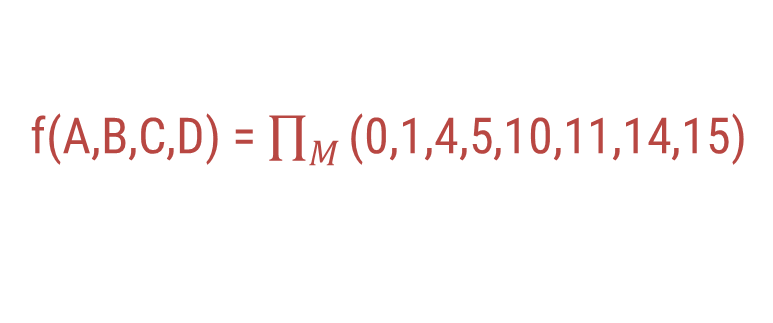 f(A,B,C,D) = ∏M (0,1,4,5,10,11,14,15)